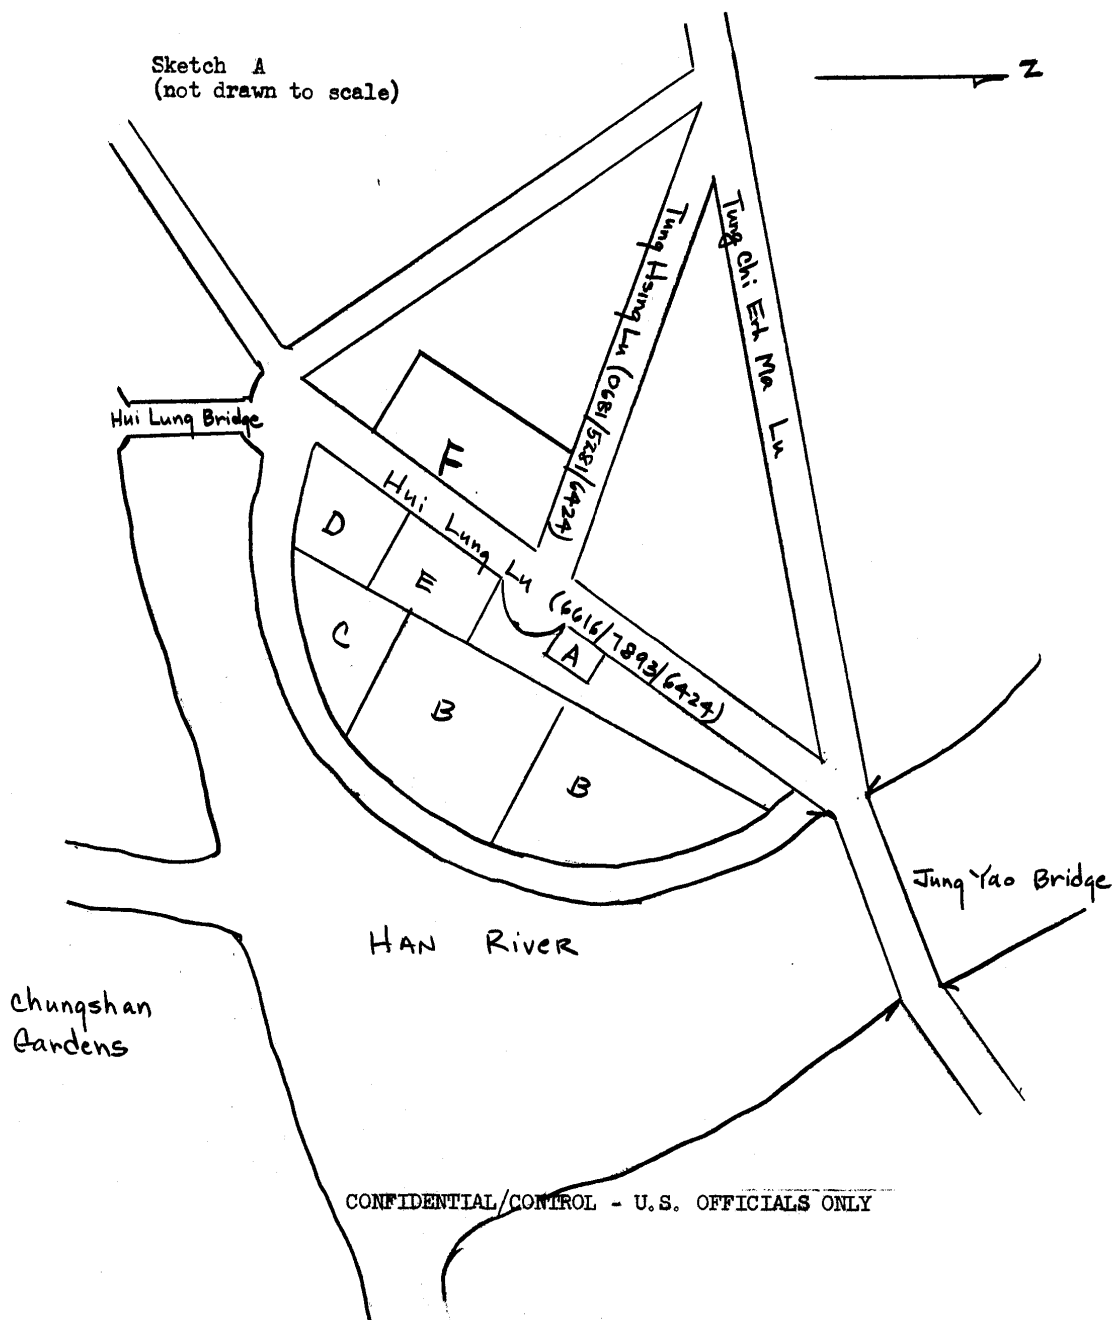 Sketch A
(not drawn to scale)
N
Tung Chi Erh Ma Lu
Tung Hsing Lu (0681/5281/6424)
Hui Lung Bridge
F
Hui Lung Lu (6616/7893/6424)
D
E
A
C
B
B
Jung Yao Bridge
HAN RIVER
Chungshan
Gardens
CONFIDENTIAL/CONTROL - U.S. OFFICIALS ONLY